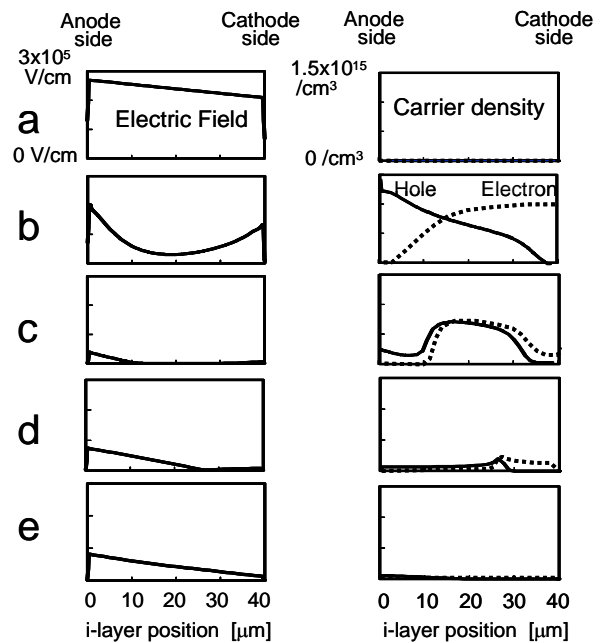 Anode side
Cathode side
Anode side
Cathode side
3x10⁵ V/cm
1.5x10¹⁵ /cm³
a
Electric Field
Carrier density
0 V/cm
0 /cm³
b
Hole
Electron
c
d
e
0 10 20 30 40
0 10 20 30 40
i-layer position [μm]
i-layer position [μm]